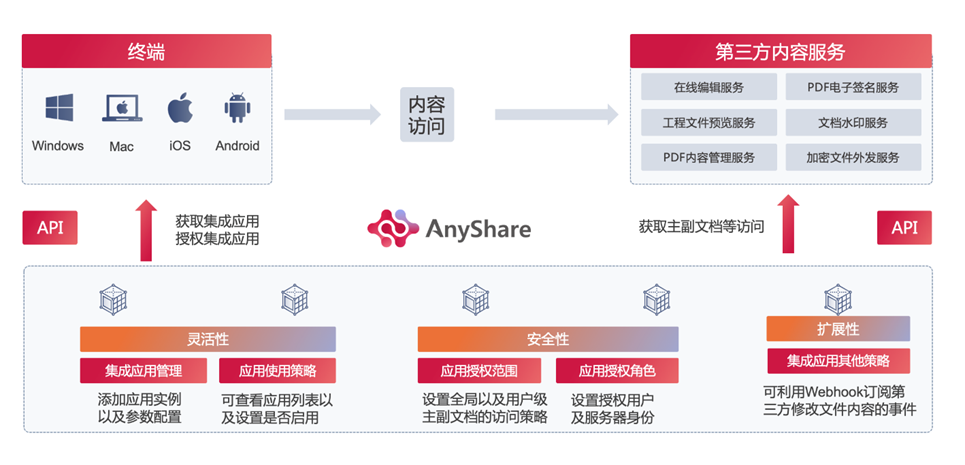 终端
第三方内容服务
Windows
Mac
iOS
Android
内容
访问
在线编辑服务
PDF电子签名服务
工程文件预览服务
文档水印服务
PDF内容管理服务
加密文件外发服务
API
获取集成应用
授权集成应用
AnyShare
获取主副文档等访问
API
灵活性
安全性
扩展性
集成应用管理
应用使用策略
应用授权范围
应用授权角色
集成应用其他策略
添加应用实例
以及参数配置
可查看应用列表以
及设置是否启用
设置全局以及用户级
主副文档的访问策略
设置授权用户
及服务器身份
可利用Webhook订阅第
三方修改文件内容的事件